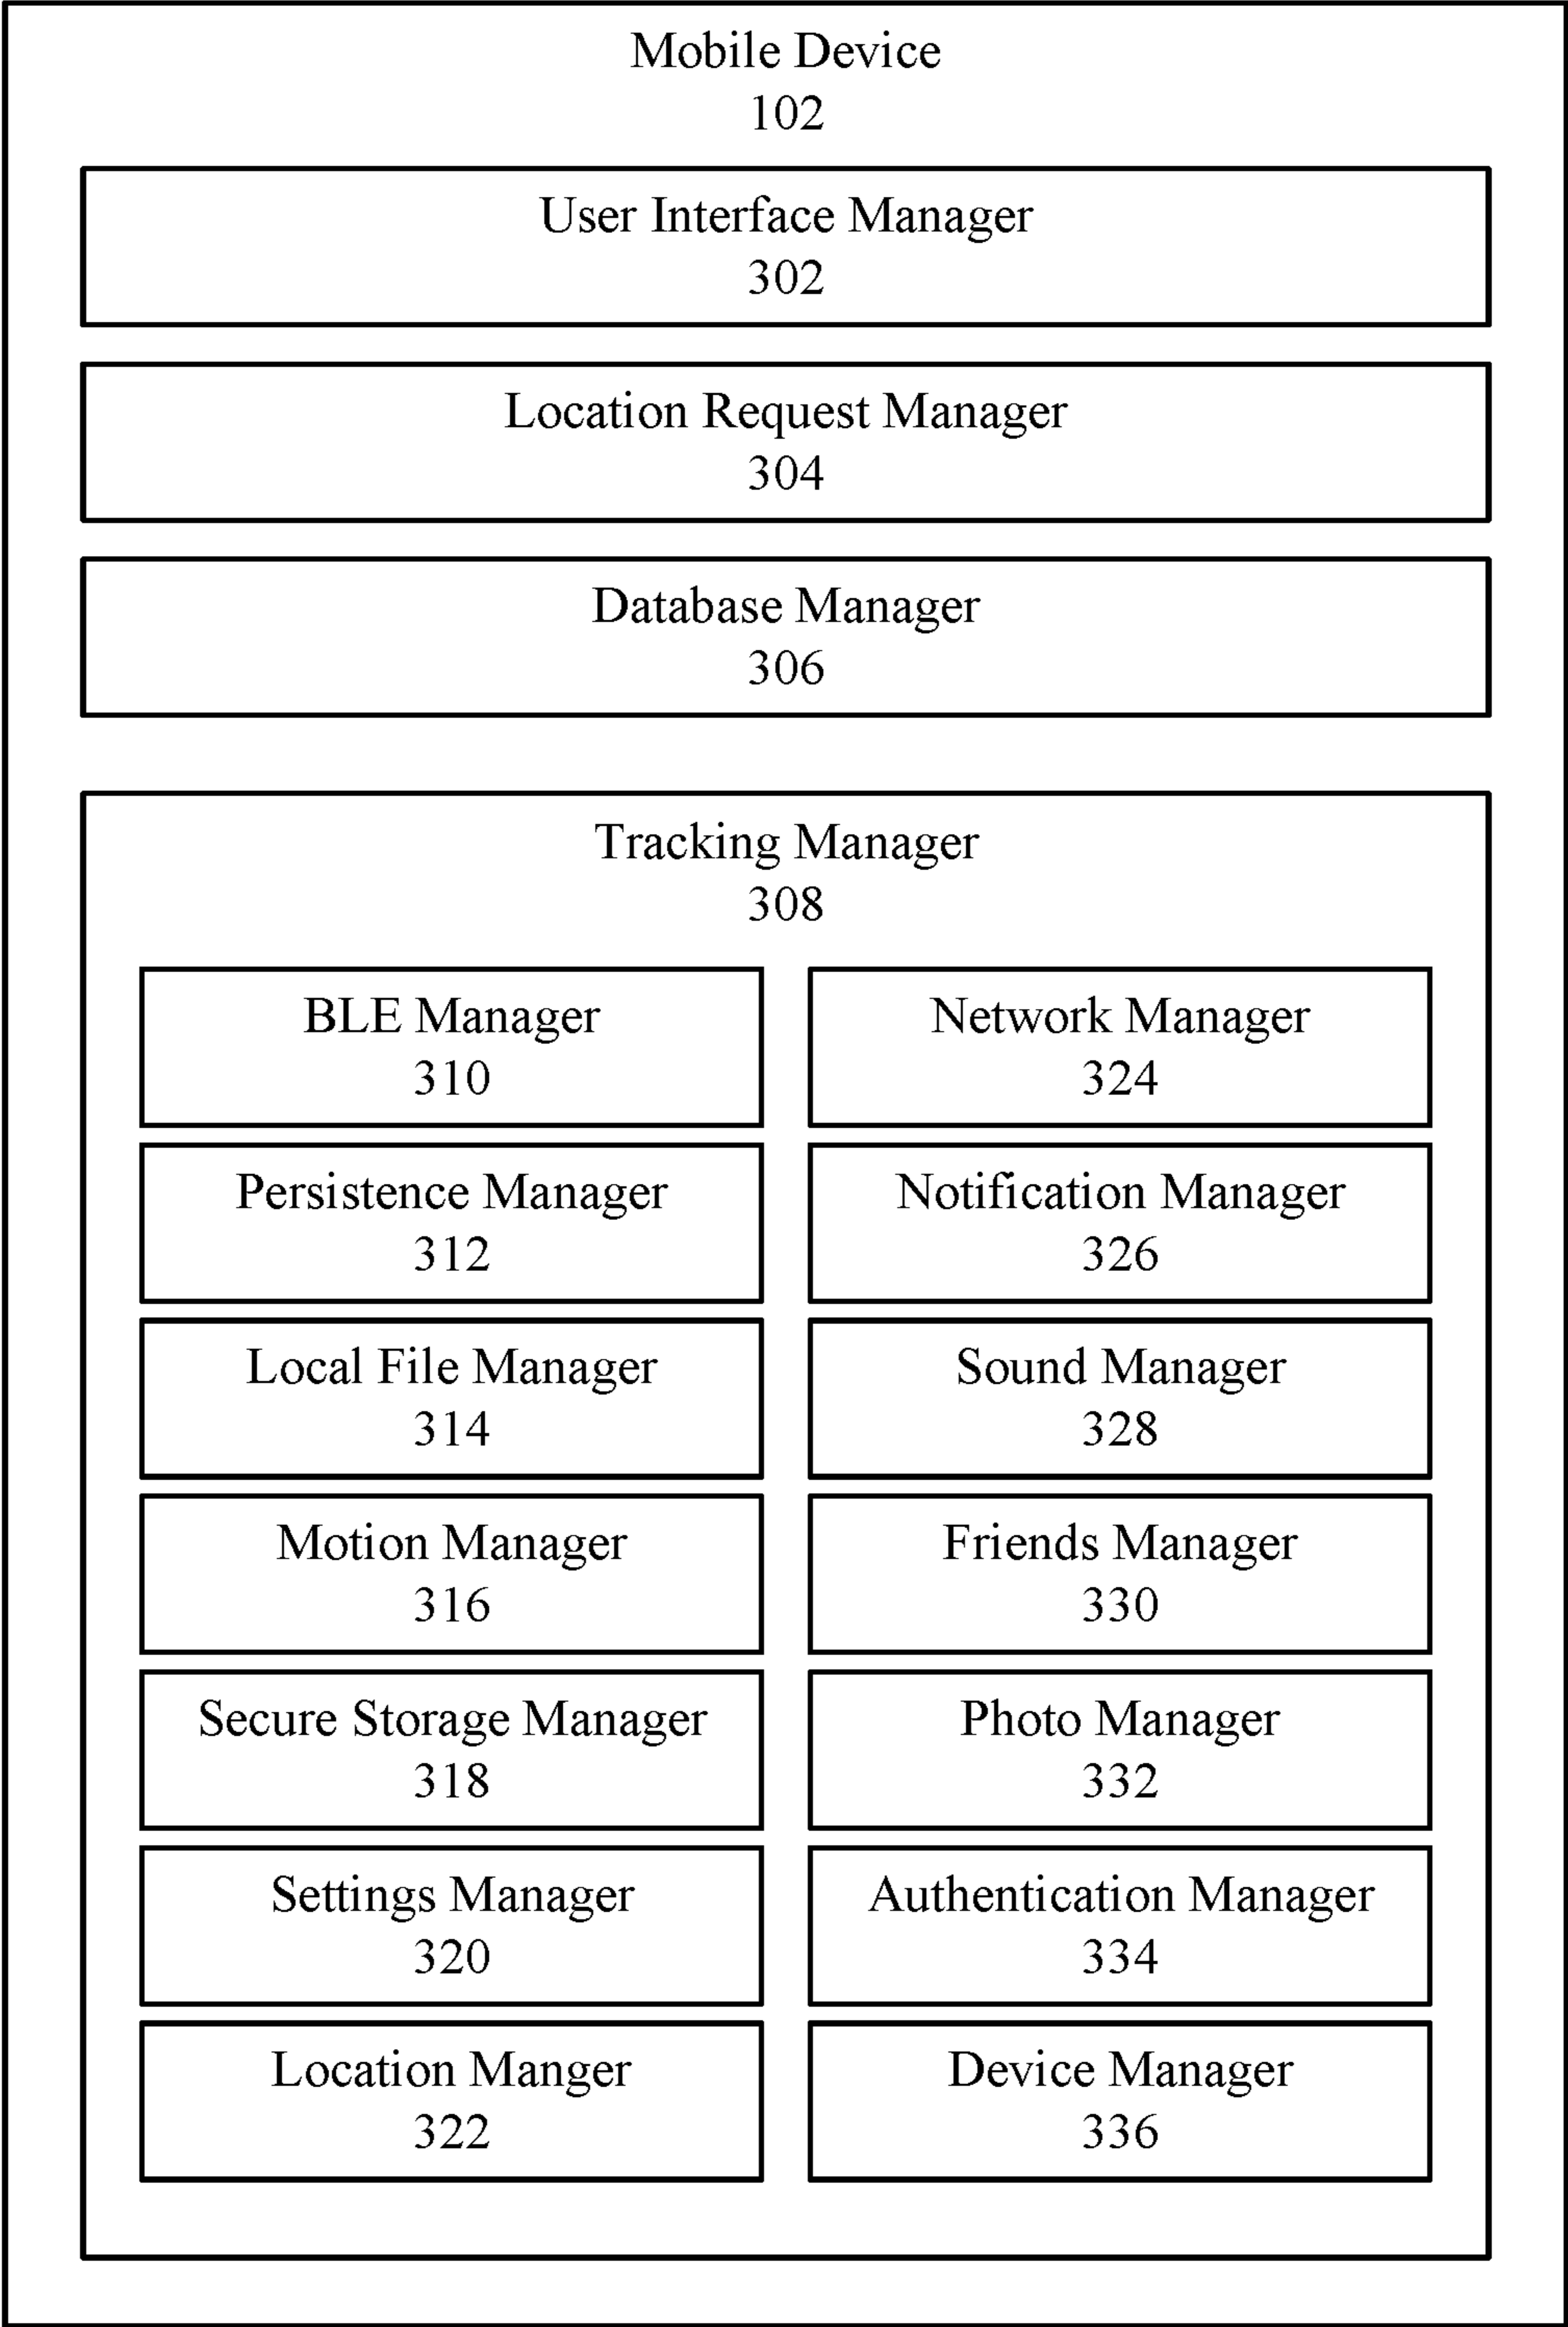 Mobile Device
102
User Interface Manager
302
Location Request Manager
304
Database Manager
306
Tracking Manager
308
BLE Manager
310
Network Manager
324
Persistence Manager
312
Notification Manager
326
Local File Manager
314
Sound Manager
328
Motion Manager
316
Friends Manager
330
Secure Storage Manager
318
Photo Manager
332
Settings Manager
320
Authentication Manager
334
Location Manger
322
Device Manager
336